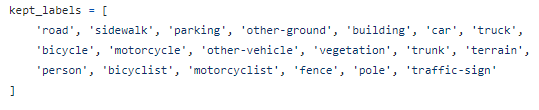 kept_labels = [
    'road', 'sidewalk', 'parking', 'other-ground', 'building', 'car', 'truck',
    'bicycle', 'motorcycle', 'other-vehicle', 'vegetation', 'trunk', 'terrain',
    'person', 'bicyclist', 'motorcyclist', 'fence', 'pole', 'traffic-sign'
]